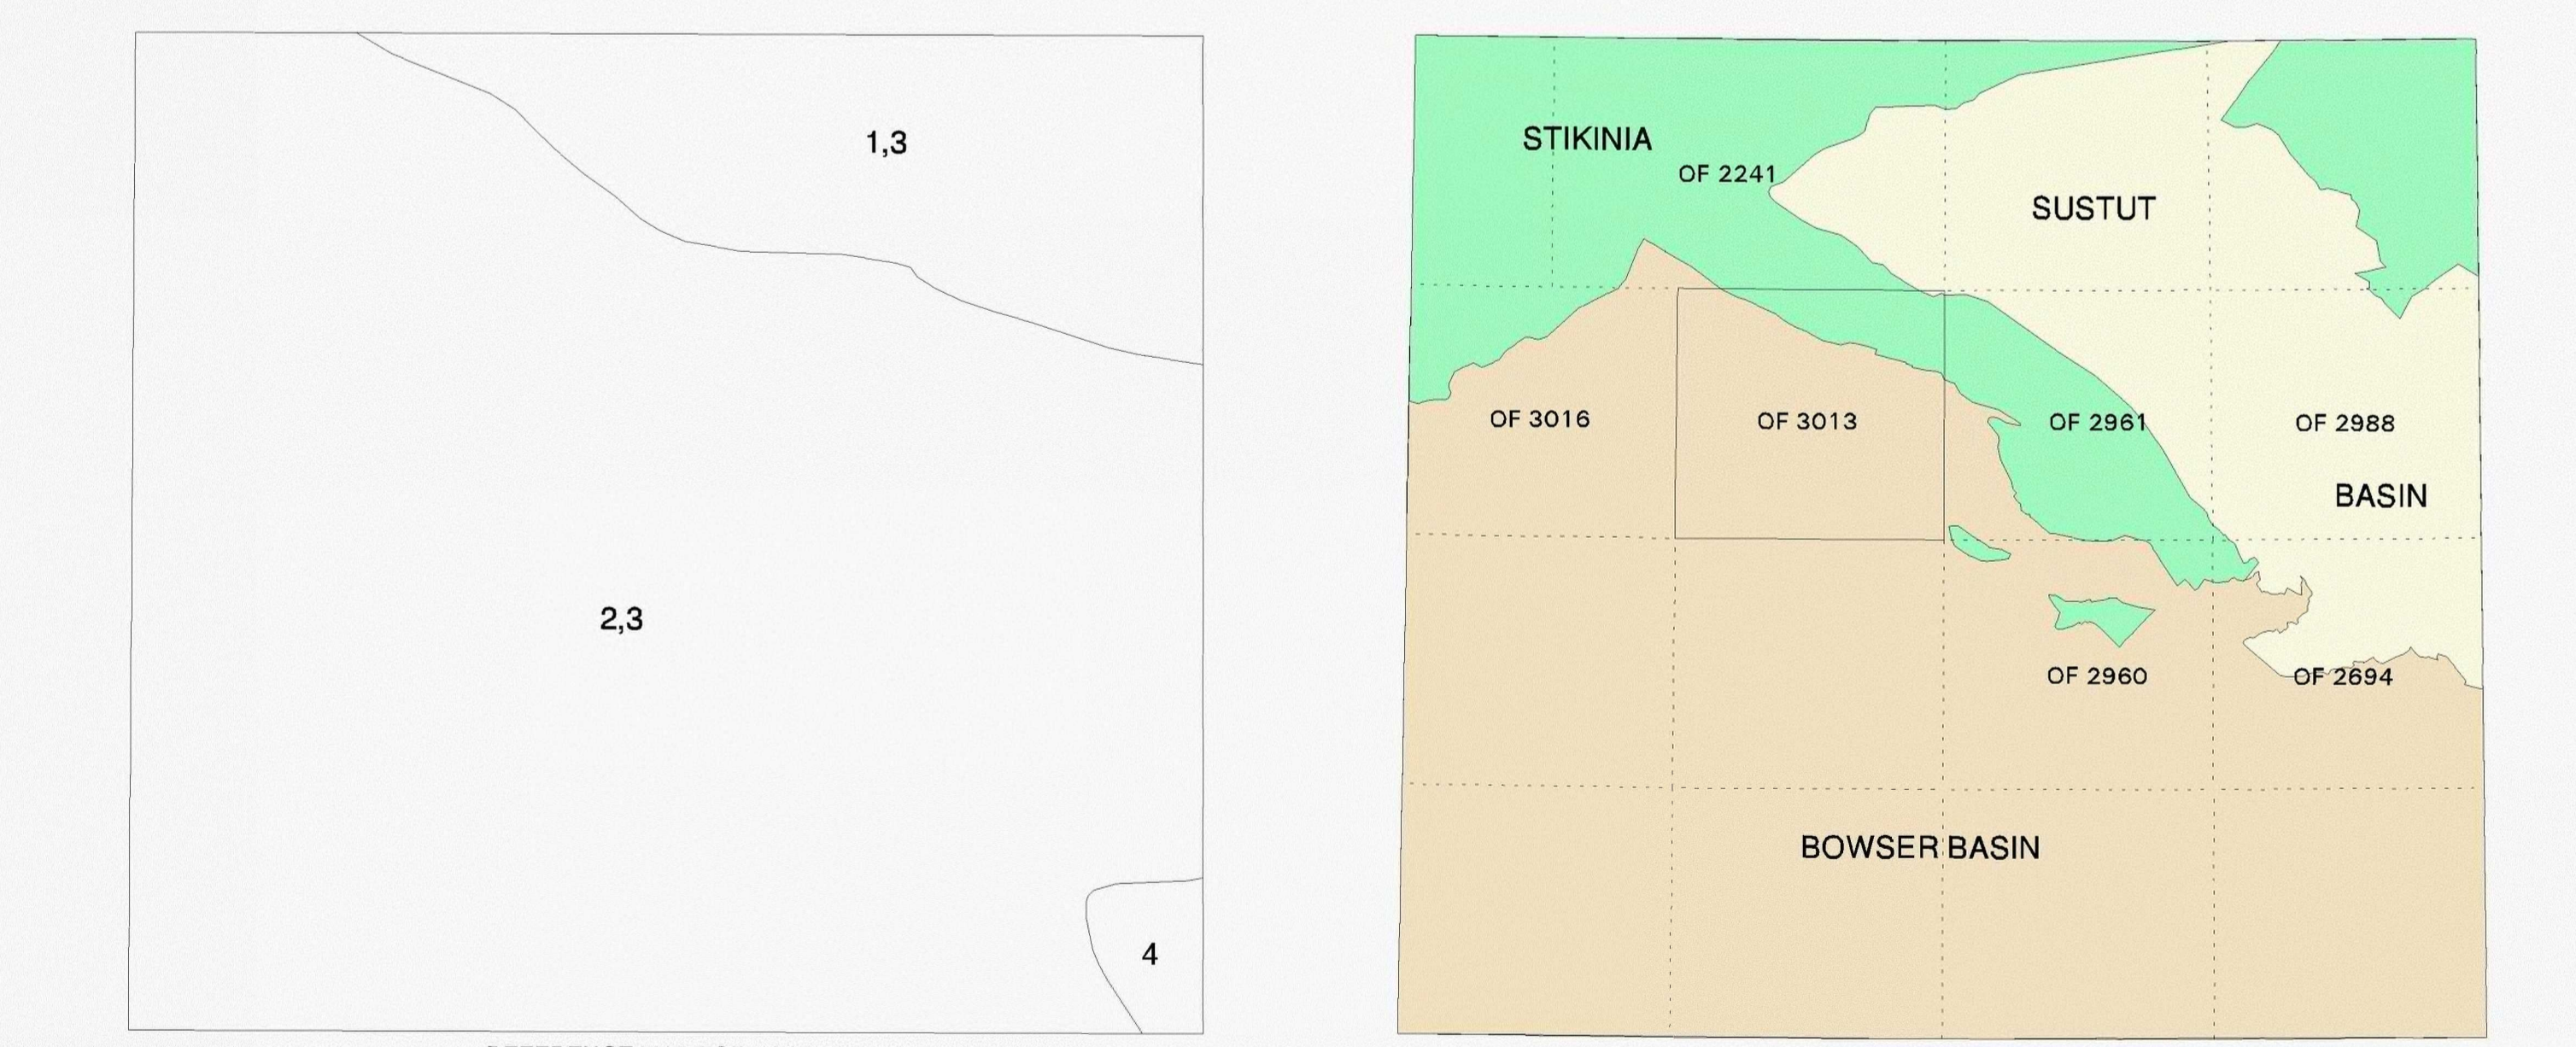 1,3
2,3
4
STIKINIA
OF 2241
SUSTUT
OF 3016
OF 3013
OF 2961
OF 2988
BASIN
OF 2960
OF 2694
BOWSER BASIN